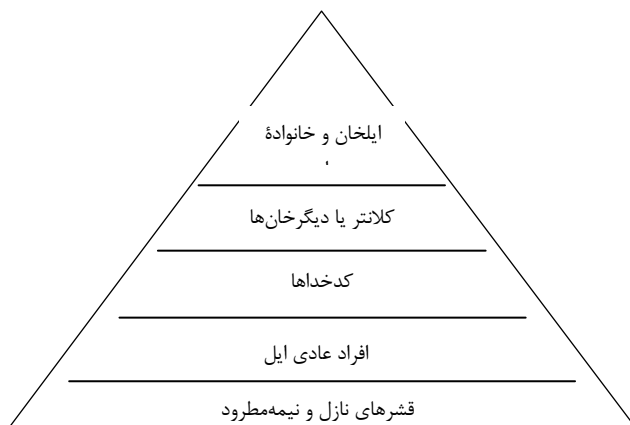 ایلخان و خانوادهٔ
کلانتر یا دیگرخان‌ها
کدخداها
افراد عادی ایل
قشرهای نازل و نیمه‌مطرود